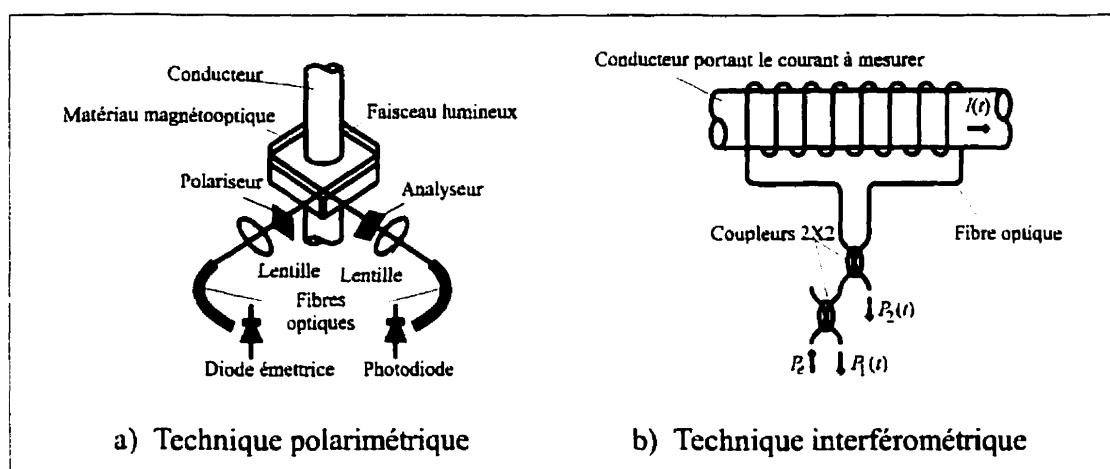 Conducteur
Matériau magnétooptique
Faisceau lumineux
Polariseur
Analyseur
Lentille
Lentille
Fibres
optiques
Diode émettrice
Photodiode
a) Technique polarimétrique
Conducteur portant le courant à mesurer
I(t)
Coupleurs 2X2
Fibre optique
P₂(t)
Pₑ
P₁(t)
b) Technique interférométrique